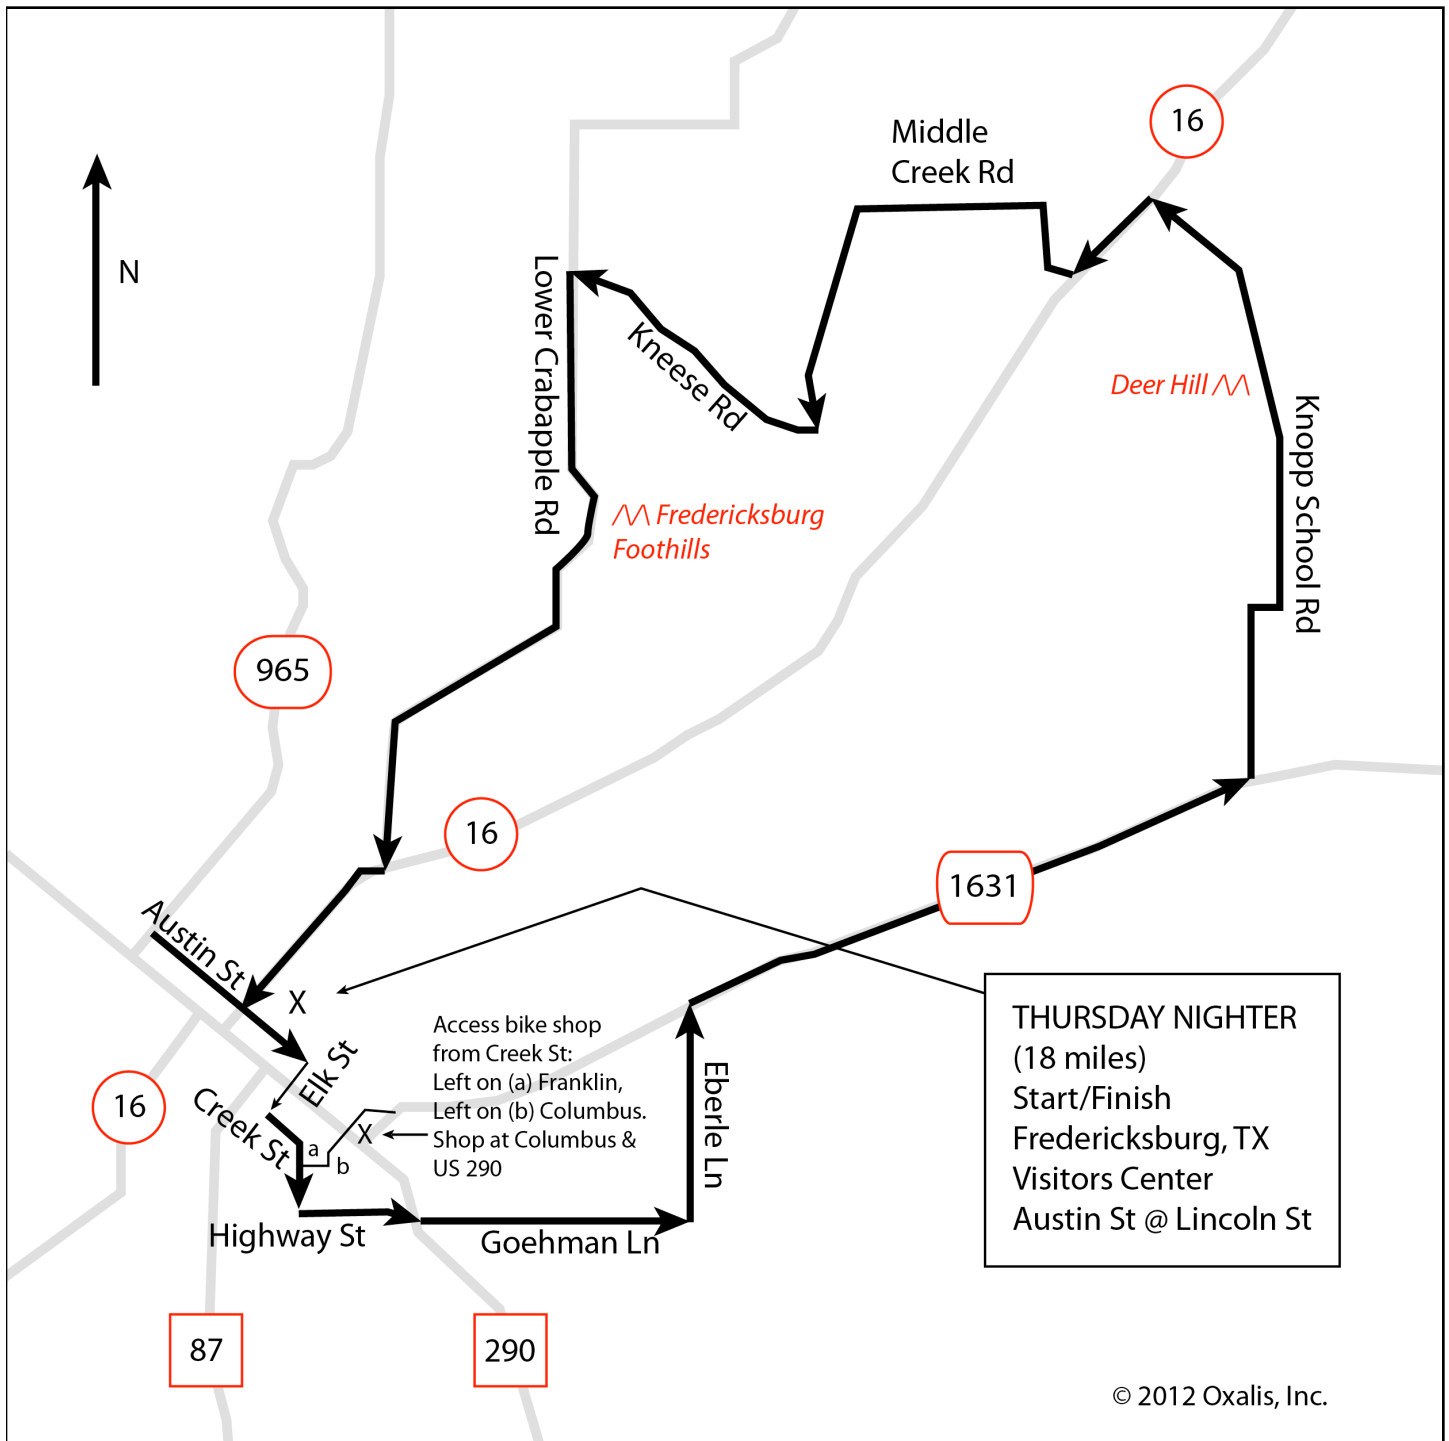 16
Middle
Creek Rd
N
Lower Crabapple Rd
Kneese Rd
Deer Hill /\/\
Knopp School Rd
/\/\ Fredericksburg
Foothills
965
16
1631
Austin St
X
THURSDAY NIGHTER
(18 miles)
Start/Finish
Fredericksburg, TX
Visitors Center
Austin St @ Lincoln St
Access bike shop
from Creek St:
Left on (a) Franklin,
Left on (b) Columbus.
Shop at Columbus &
US 290
Elk St
16
Creek St
X
a
b
Eberle Ln
Highway St
Goehman Ln
87
290
© 2012 Oxalis, Inc.